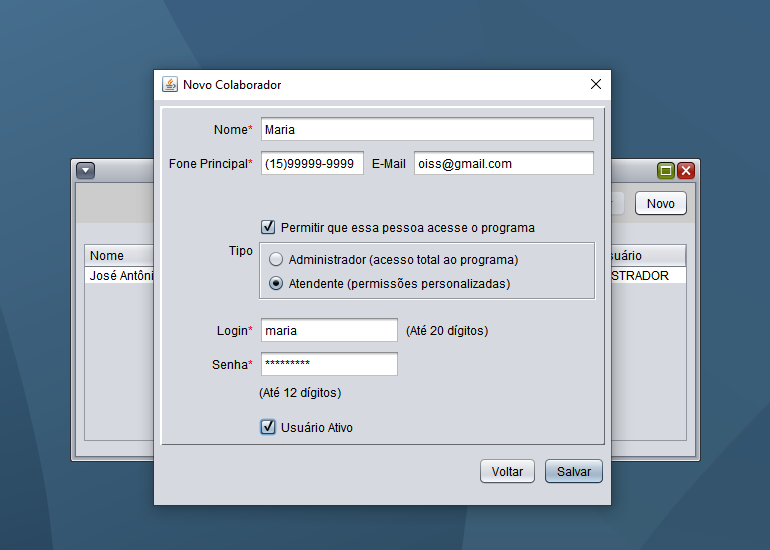 Novo Colaborador
Nome* Maria
Fone Principal* (15)99999-9999 E-Mail oiss@gmail.com
Novo
Permitir que essa pessoa acesse o programa
Tipo
Administrador (acesso total ao programa)
Atendente (permissões personalizadas)
Nome
José Antôni
suário
STRADOR
Login* maria (Até 20 dígitos)
Senha* *********
(Até 12 dígitos)
Usuário Ativo
Voltar Salvar